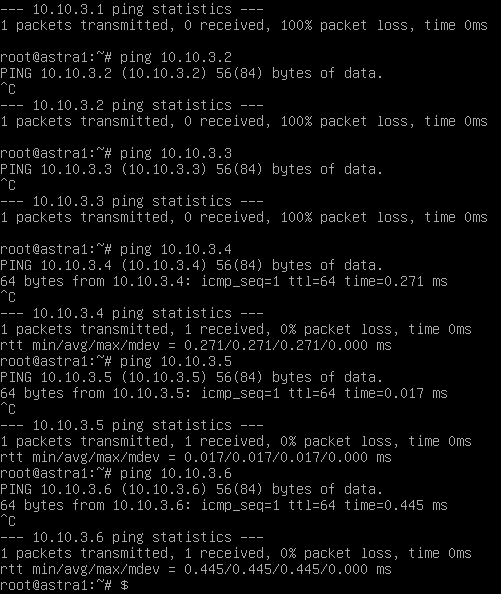 --- 10.10.3.1 ping statistics ---
1 packets transmitted, 0 received, 100% packet loss, time 0ms
root@astra1:~# ping 10.10.3.2
PING 10.10.3.2 (10.10.3.2) 56(84) bytes of data.
^C
--- 10.10.3.2 ping statistics ---
1 packets transmitted, 0 received, 100% packet loss, time 0ms
root@astra1:~# ping 10.10.3.3
PING 10.10.3.3 (10.10.3.3) 56(84) bytes of data.
^C
--- 10.10.3.3 ping statistics ---
1 packets transmitted, 0 received, 100% packet loss, time 0ms
root@astra1:~# ping 10.10.3.4
PING 10.10.3.4 (10.10.3.4) 56(84) bytes of data.
64 bytes from 10.10.3.4: icmp_seq=1 ttl=64 time=0.271 ms
^C
--- 10.10.3.4 ping statistics ---
1 packets transmitted, 1 received, 0% packet loss, time 0ms
rtt min/avg/max/mdev = 0.271/0.271/0.271/0.000 ms
root@astra1:~# ping 10.10.3.5
PING 10.10.3.5 (10.10.3.5) 56(84) bytes of data.
64 bytes from 10.10.3.5: icmp_seq=1 ttl=64 time=0.017 ms
^C
--- 10.10.3.5 ping statistics ---
1 packets transmitted, 1 received, 0% packet loss, time 0ms
rtt min/avg/max/mdev = 0.017/0.017/0.017/0.000 ms
root@astra1:~# ping 10.10.3.6
PING 10.10.3.6 (10.10.3.6) 56(84) bytes of data.
64 bytes from 10.10.3.6: icmp_seq=1 ttl=64 time=0.445 ms
^C
--- 10.10.3.6 ping statistics ---
1 packets transmitted, 1 received, 0% packet loss, time 0ms
rtt min/avg/max/mdev = 0.445/0.445/0.445/0.000 ms
root@astra1:~# $